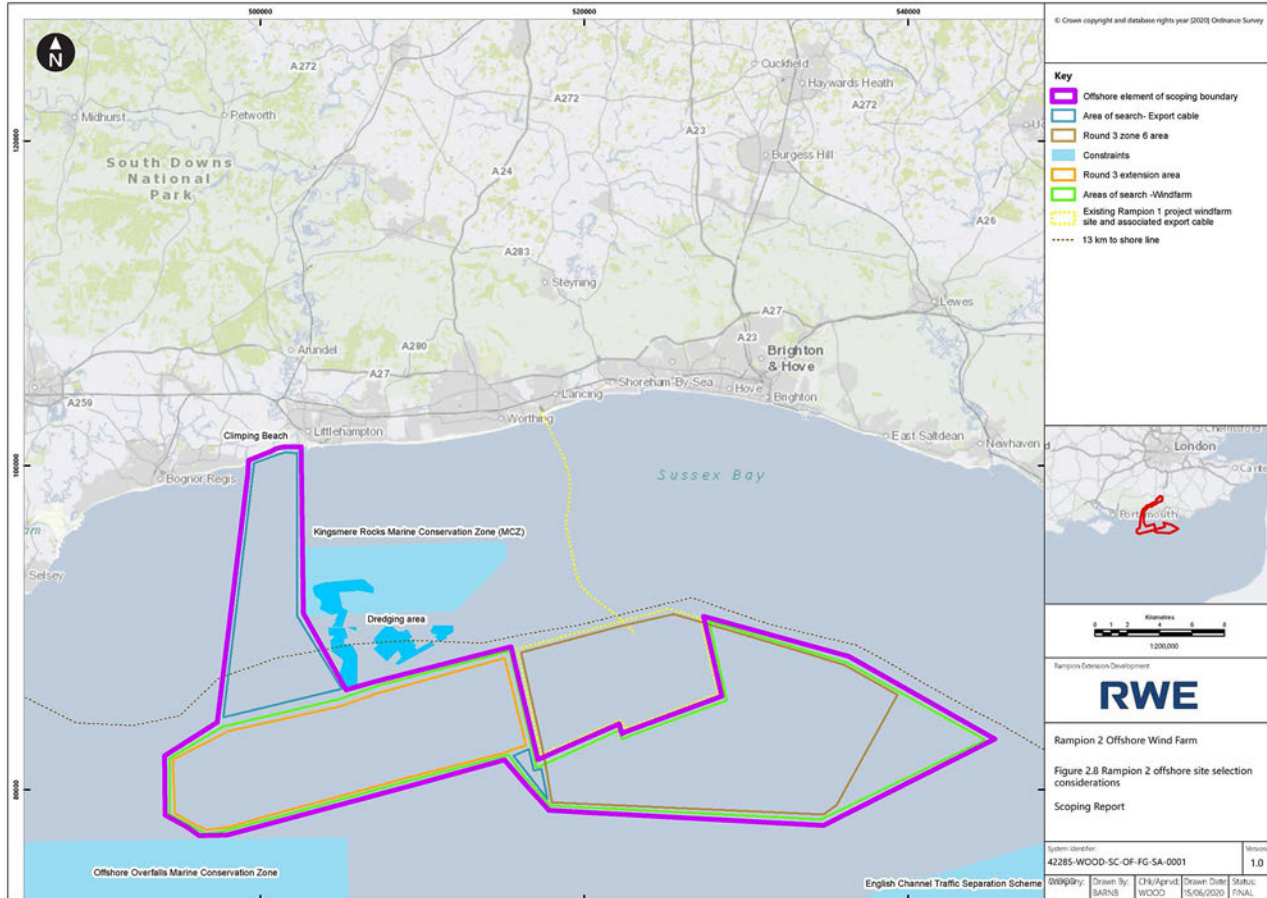 500000
520000
540000
120000
100000
80000
N
A272
Cuckfield
Haywards Heath
A272
A272
Midhurst
Petworth
A23
Burgess Hill
South Downs
National
Park
A24
A26
A283
Steyning
Lewes
Arundel
A280
A27
A27
A23
Brighton
& Hove
Shoreham-By-Sea
Hove
Lancing
Brighton
A259
Worthing
Littlehampton
Climping Beach
East Saltdean
Newhaven
Bognor Regis
Sussex Bay
Kingsmere Rocks Marine Conservation Zone (MCZ)
Selsey
Dredging area
Offshore Overfalls Marine Conservation Zone
English Channel Traffic Separation Scheme
© Crown copyright and database rights year [2020] Ordnance Survey
Key
Offshore element of scoping boundary
Area of search- Export cable
Round 3 zone 6 area
Constraints
Round 3 extension area
Areas of search -Windfarm
Existing Rampion 1 project windfarm
site and associated export cable
13 km to shore line
London
Portsmouth
Kilometres
0 1 2 4 6 8
1:200,000
Rampion Extension Development
RWE
Rampion 2 Offshore Wind Farm
Figure 2.8 Rampion 2 offshore site selection
considerations
Scoping Report
System Identifier:
42285-WOOD-SC-OF-FG-SA-0001
Version:
1.0
Drawn By:
BARNB
Chk/Aprvd:
WOOD
Drawn Date:
15/06/2020
Status:
FINAL